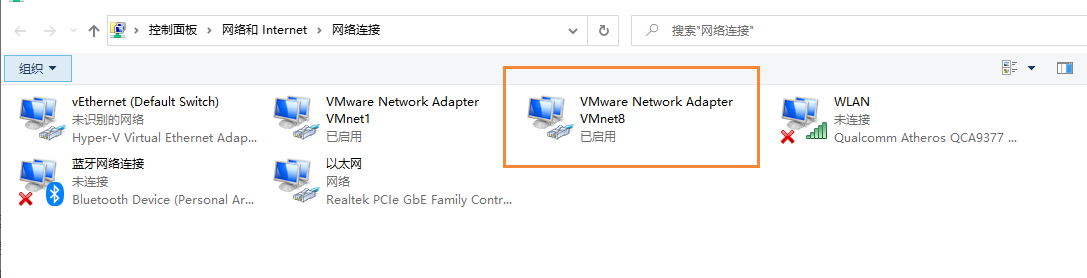 控制面板 > 网络和 Internet > 网络连接
搜索"网络连接"
组织
vEthernet (Default Switch)
未识别的网络
Hyper-V Virtual Ethernet Adap...
VMware Network Adapter
VMnet1
已启用
VMware Network Adapter
VMnet8
已启用
WLAN
未连接
Qualcomm Atheros QCA9377 ...
蓝牙网络连接
未连接
Bluetooth Device (Personal Ar...
以太网
网络
Realtek PCIe GbE Family Contr...